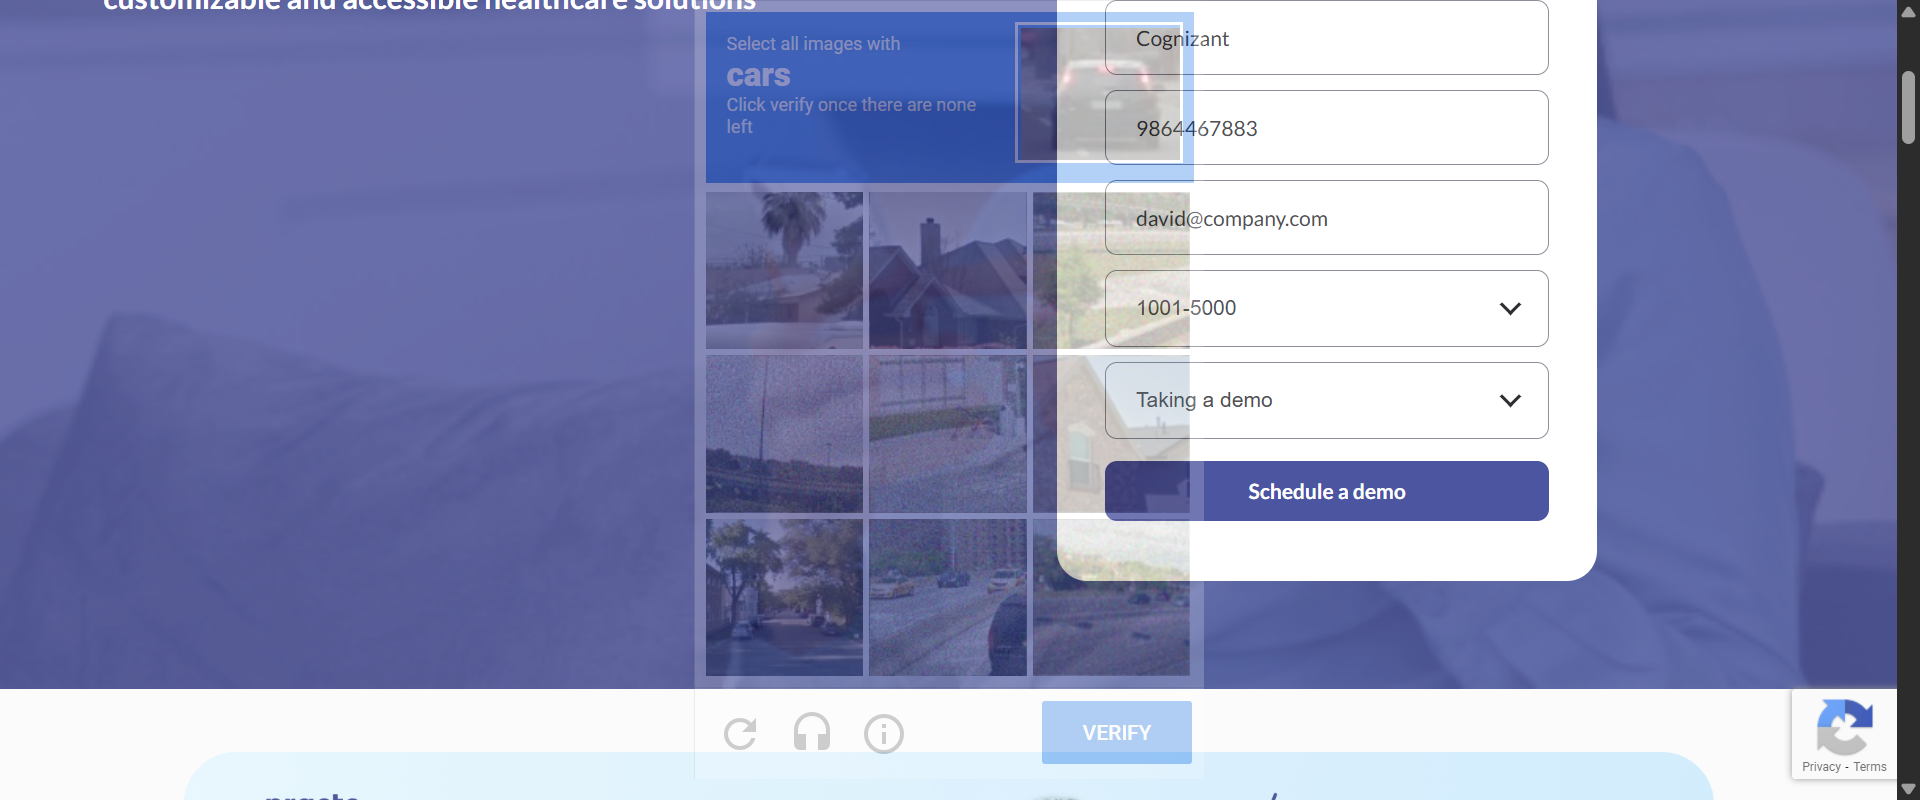 customizable and accessible healthcare solutions
Select all images with
cars
Click verify once there are none
left
Cognizant
9864467883
david@company.com
1001-5000
Taking a demo
Schedule a demo
VERIFY
Privacy - Terms